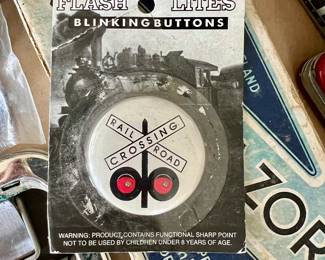 FLASH LITES
BLINKING BUTTONS
RAIL
CROSSING
ROAD
WARNING: PRODUCT CONTAINS FUNCTIONAL SHARP POINT
NOT TO BE USED BY CHILDREN UNDER 8 YEARS OF AGE.
LAND
ZOR